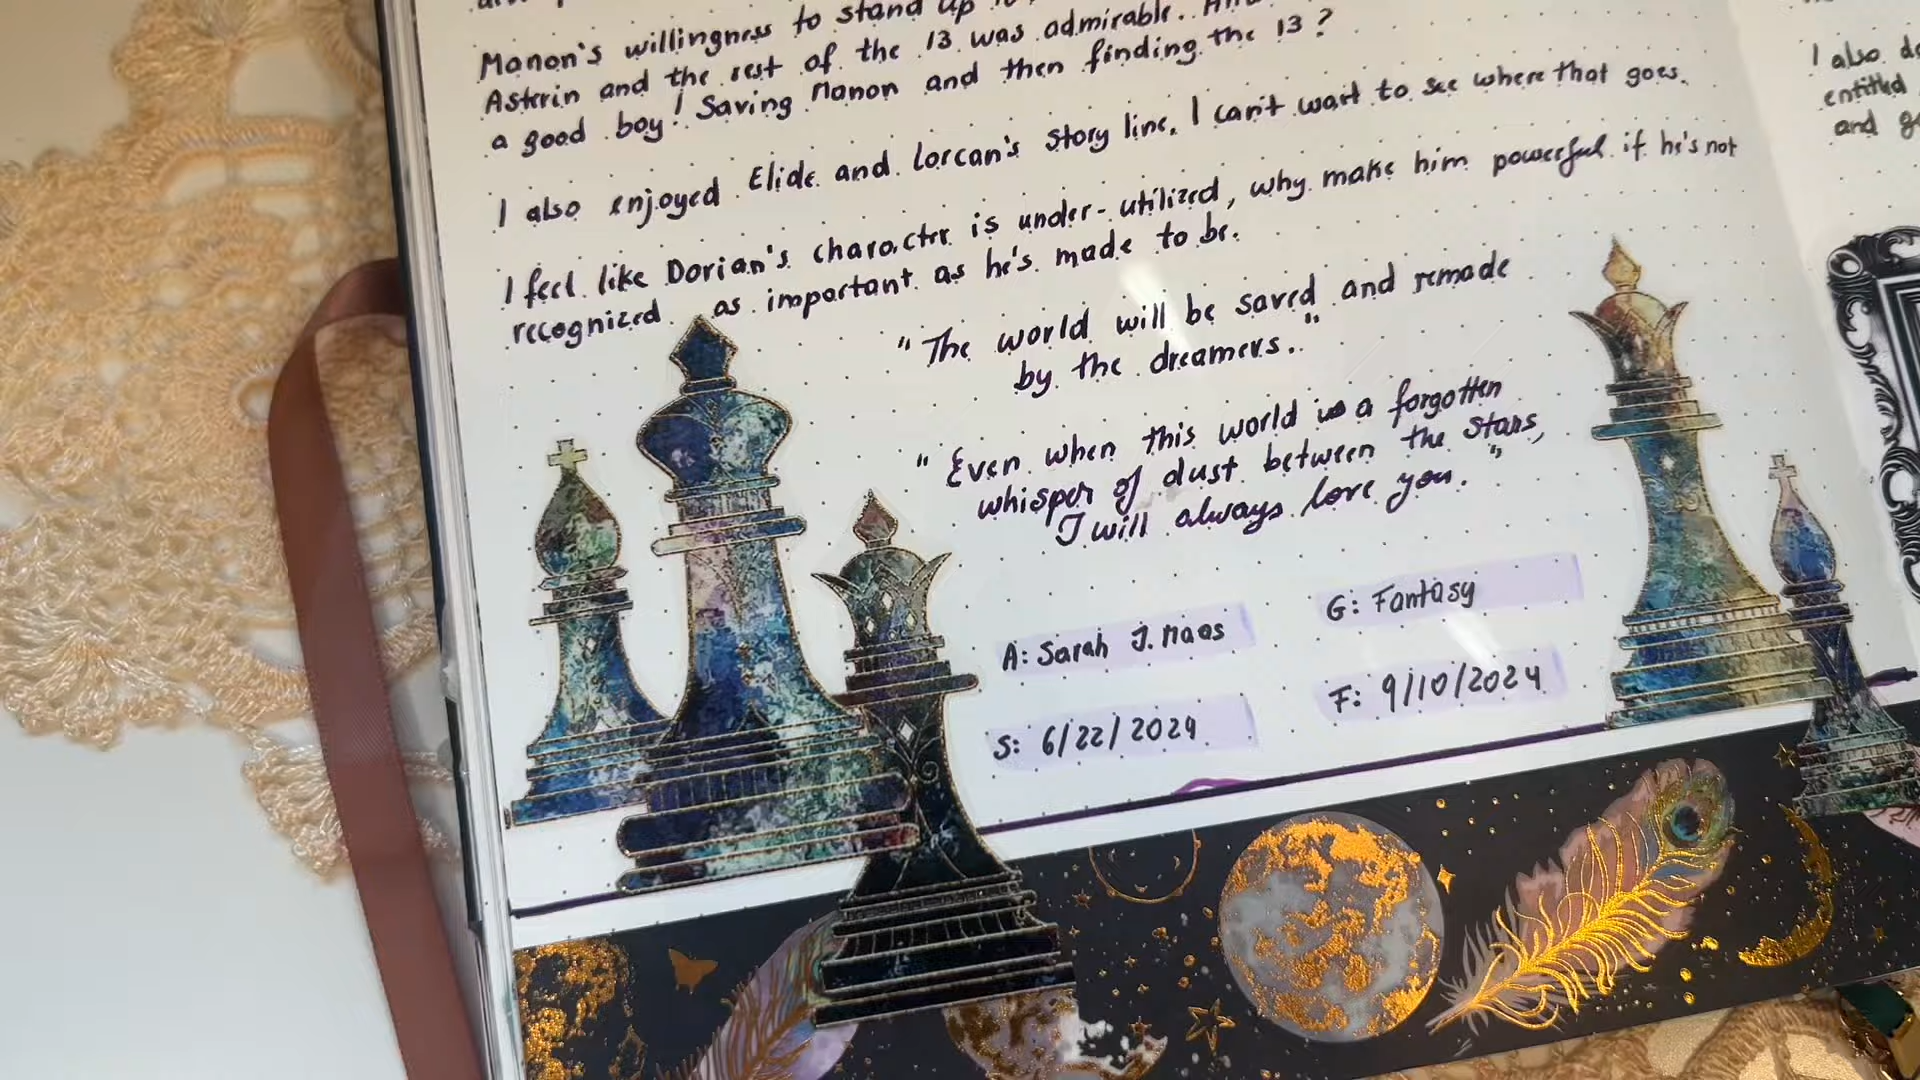 Manon's willingness to stand up
Asterin and the rest of the 13 was admirable. And
a good boy! Saving Manon and then finding the 13?
I also enjoyed Elide and Lorcan's story line, I can't wait to see where that goes.
I feel like Dorian's character is under-utilized, why make him powerful if he's not
recognized as important as he's made to be.
"The world will be saved and remade
by the dreamers."
"Even when this world is a forgotten
whisper of dust between the stars,
I will always love you."
A: Sarah J. Maas
G: Fantasy
S: 6/22/2024
F: 9/10/2024
I also
entitled
and